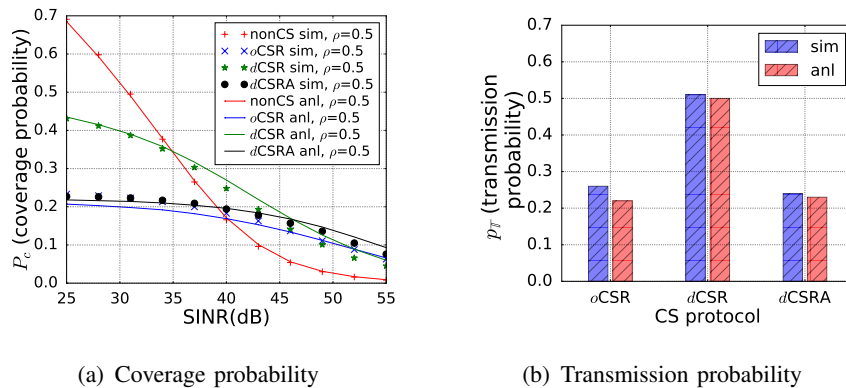 0.7
0.6
0.5
0.4
0.3
0.2
0.1
0.0
P_c (coverage probability)
nonCS sim, ρ=0.5
oCSR sim, ρ=0.5
dCSR sim, ρ=0.5
dCSRA sim, ρ=0.5
nonCS anl, ρ=0.5
oCSR anl, ρ=0.5
dCSR anl, ρ=0.5
dCSRA anl, ρ=0.5
25 30 35 40 45 50 55
SINR(dB)
(a) Coverage probability
0.7
0.6
0.5
0.4
0.3
0.2
0.1
0.0
p_𝕋 (transmission
probability)
sim
anl
oCSR dCSR dCSRA
CS protocol
(b) Transmission probability